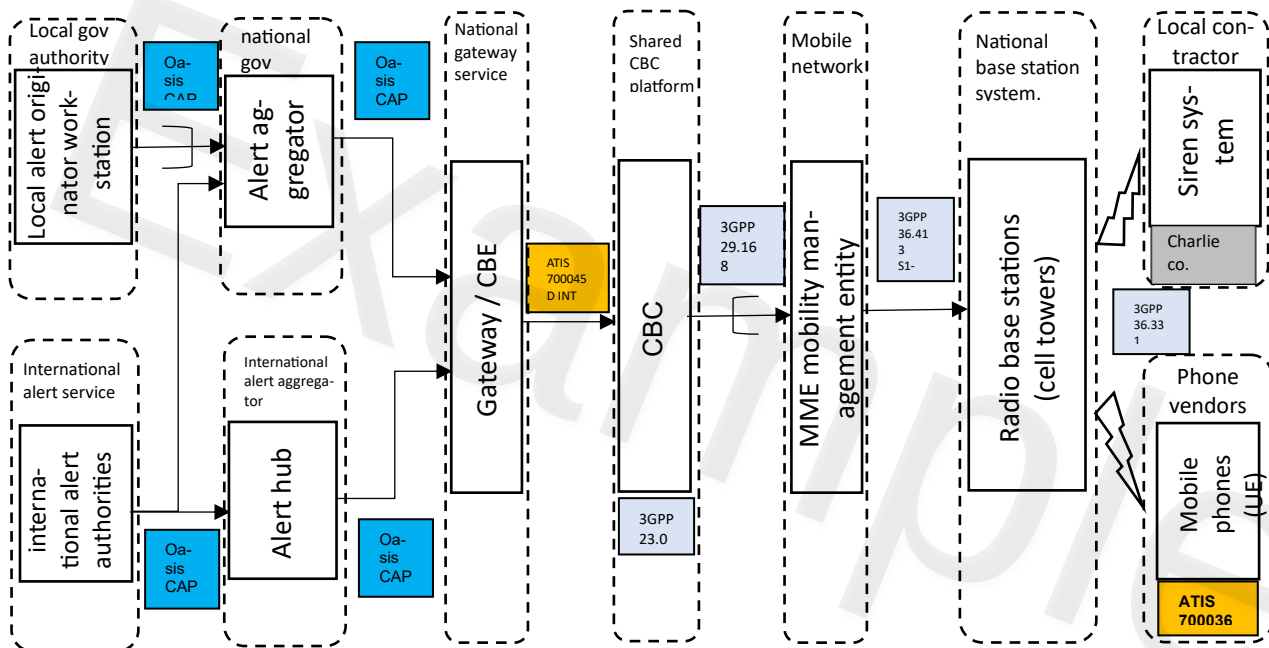 Local gov
authority
Oa-
sis
CAP
national
gov
Oa-
sis
CAP
National
gateway
service
Shared
CBC
platform
Mobile
network
National
base station
system.
Local con-
tractor
Local alert origi-
nator work-
station
Alert ag-
gregator
Gateway / CBE
ATIS
700045
D INT
CBC
3GPP
29.16
8
MME mobility man-
agement entity
3GPP
36.41
3
S1-
Radio base stations
(cell towers)
Siren sys-
tem
Charlie
co.
3GPP
36.33
1
International
alert service
International
alert aggrega-
tor
Phone
vendors
interna-
tional alert
authorities
Alert hub
Oa-
sis
CAP
Oa-
sis
CAP
3GPP
23.0
Mobile
phones
(UE)
ATIS
700036
Example